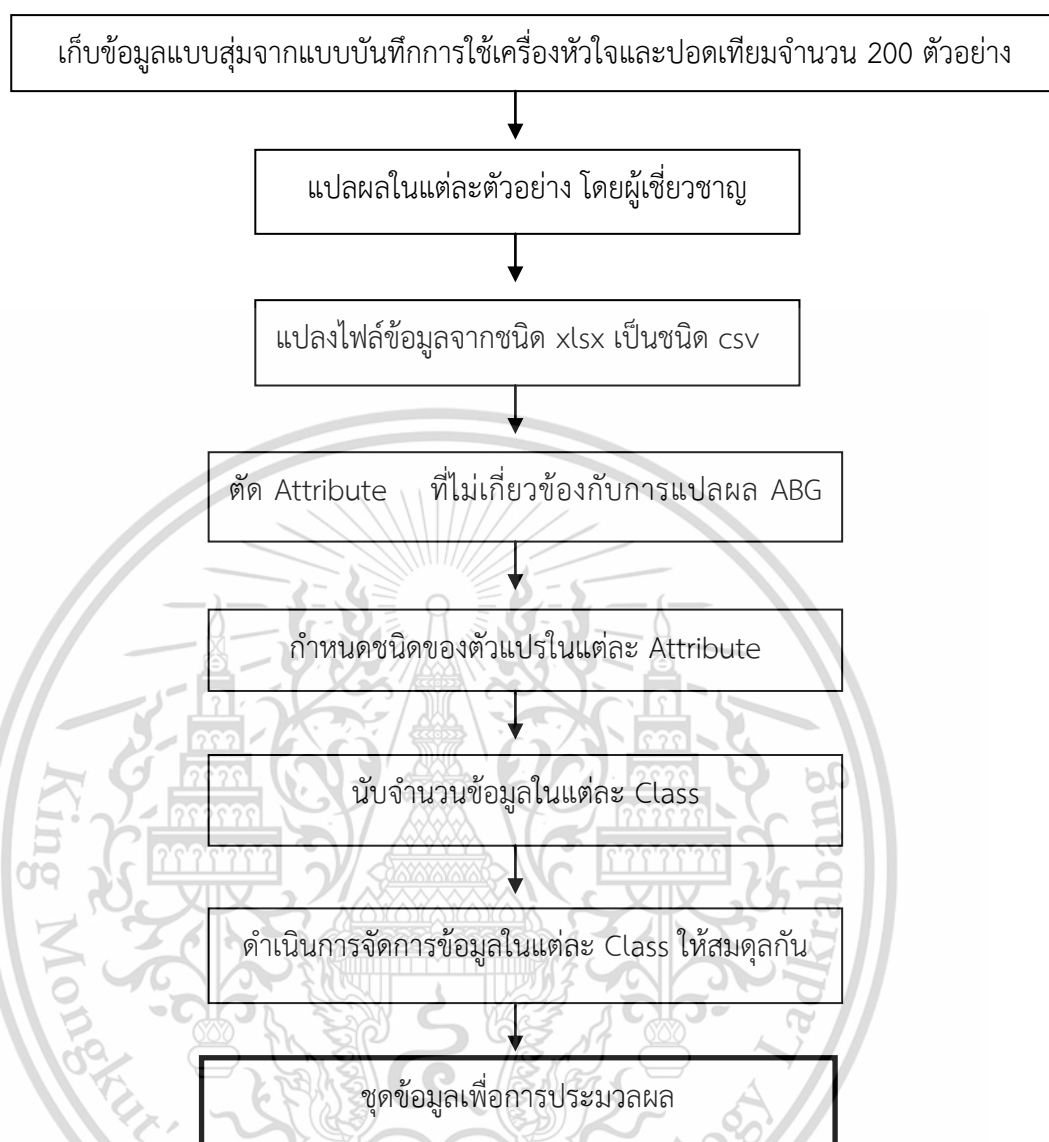 เก็บข้อมูลแบบสุ่มจากแบบบันทึกการใช้เครื่องหัวใจและปอดเทียมจำนวน 200 ตัวอย่าง
แปลผลในแต่ละตัวอย่าง โดยผู้เชี่ยวชาญ
แปลงไฟล์ข้อมูลจากชนิด xlsx เป็นชนิด csv
ตัด Attribute ที่ไม่เกี่ยวข้องกับการแปลผล ABG
กำหนดชนิดของตัวแปรในแต่ละ Attribute
นับจำนวนข้อมูลในแต่ละ Class
ดำเนินการจัดการข้อมูลในแต่ละ Class ให้สมดุลกัน
ชุดข้อมูลเพื่อการประมวลผล
King Mongkut's
logy Ladkrabang